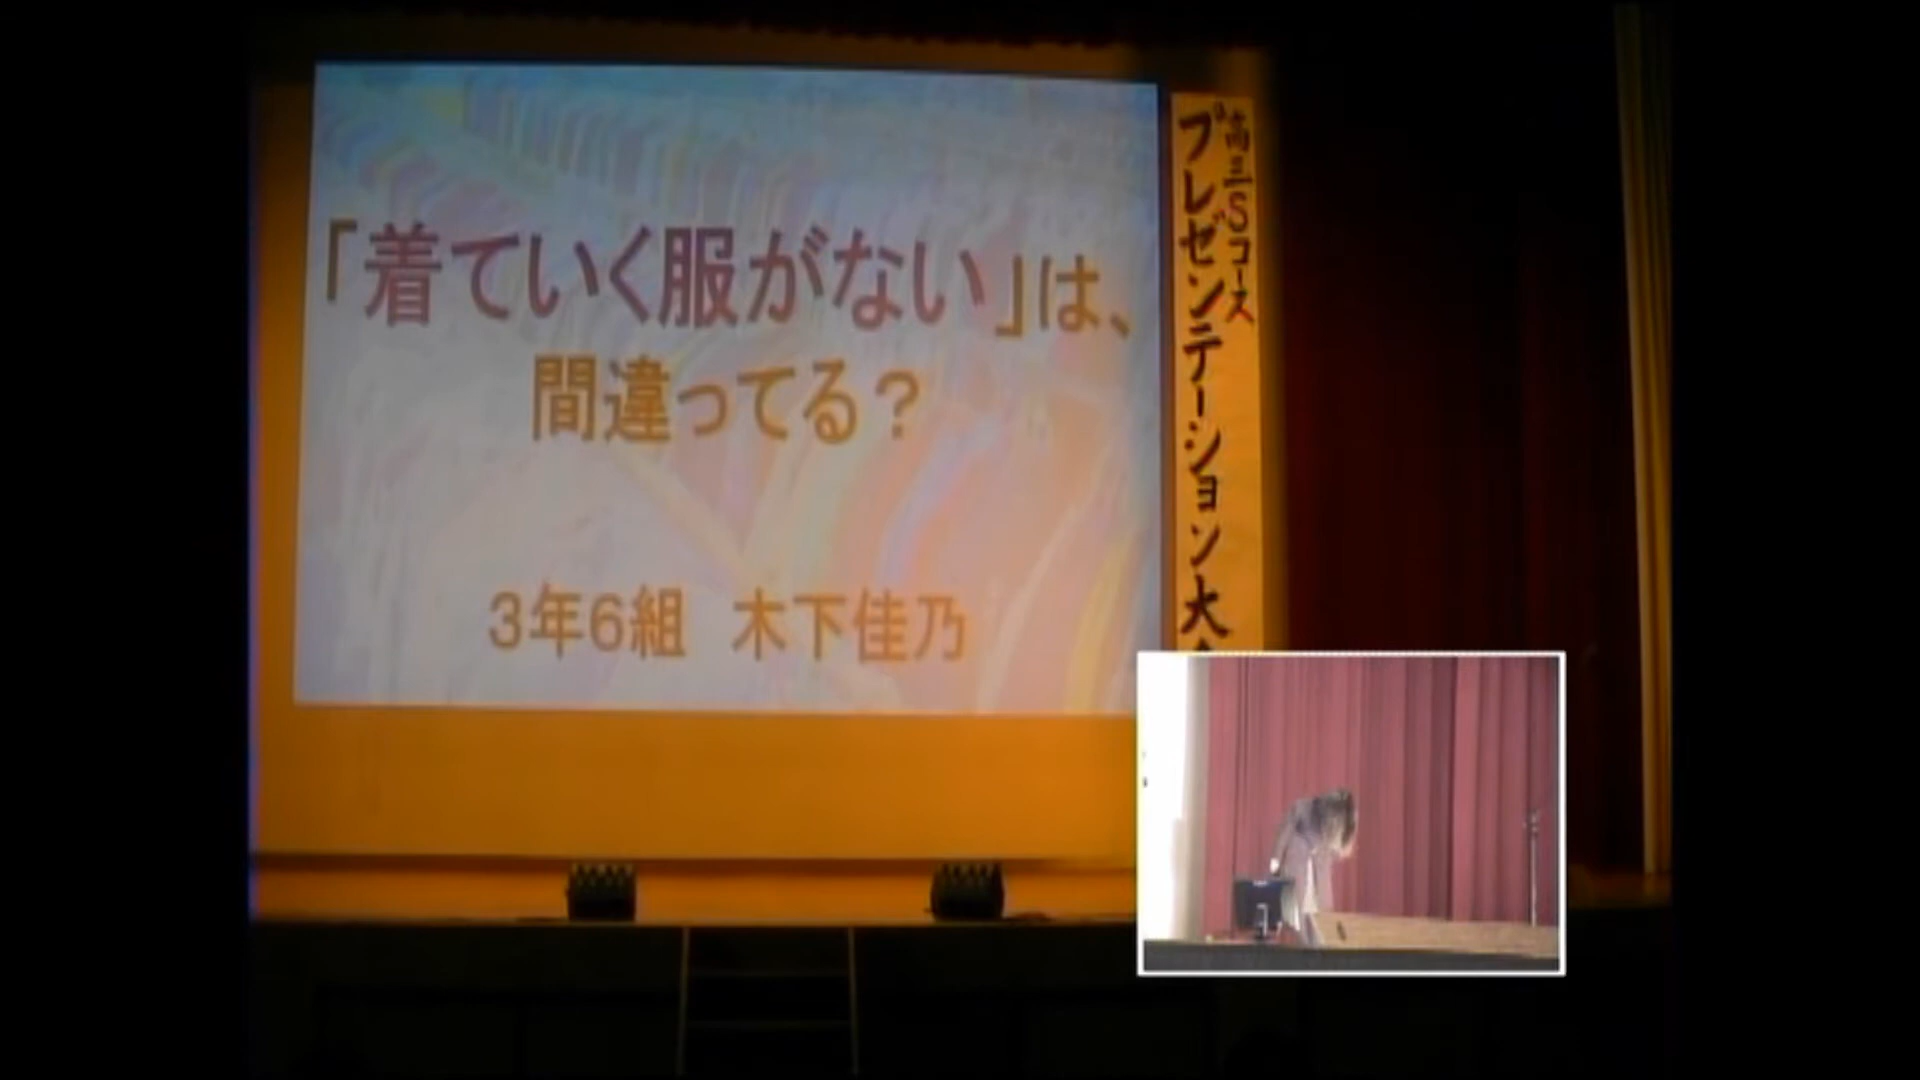 「着ていく服がない」は、
間違ってる？
3年6組 木下佳乃
高三Sコース
プレゼンテーション大